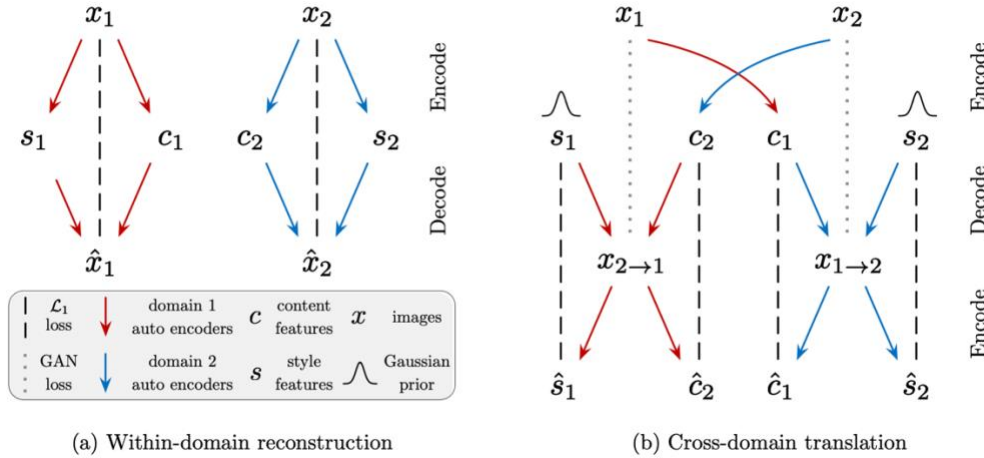 x₁ x₂ x₁ x₂
Encode Encode
s₁ c₁ c₂ s₂ s₁ c₂ c₁ s₂
Decode Decode
x̂₁ x̂₂ x₂→₁ x₁→₂
Encode
ŝ₁ ĉ₂ ĉ₁ ŝ₂
ℒ₁ loss
domain 1 auto encoders
c content features
x images
GAN loss
domain 2 auto encoders
s style features
Gaussian prior
(a) Within-domain reconstruction
(b) Cross-domain translation